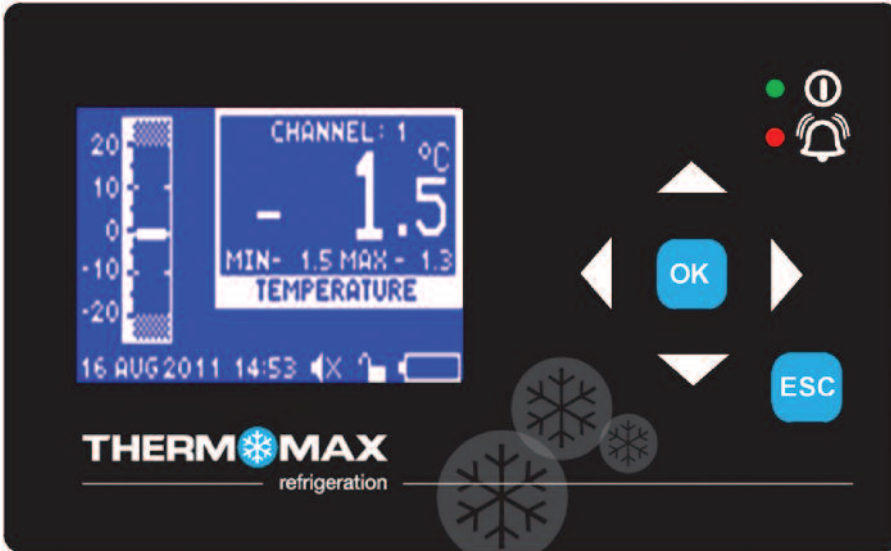 CHANNEL: 1
°C
- 1.5
MIN- 1.5 MAX - 1.3
TEMPERATURE
20
10
0
-10
-20
16 AUG 2011 14:53
OK
ESC
THERMOMAX
refrigeration